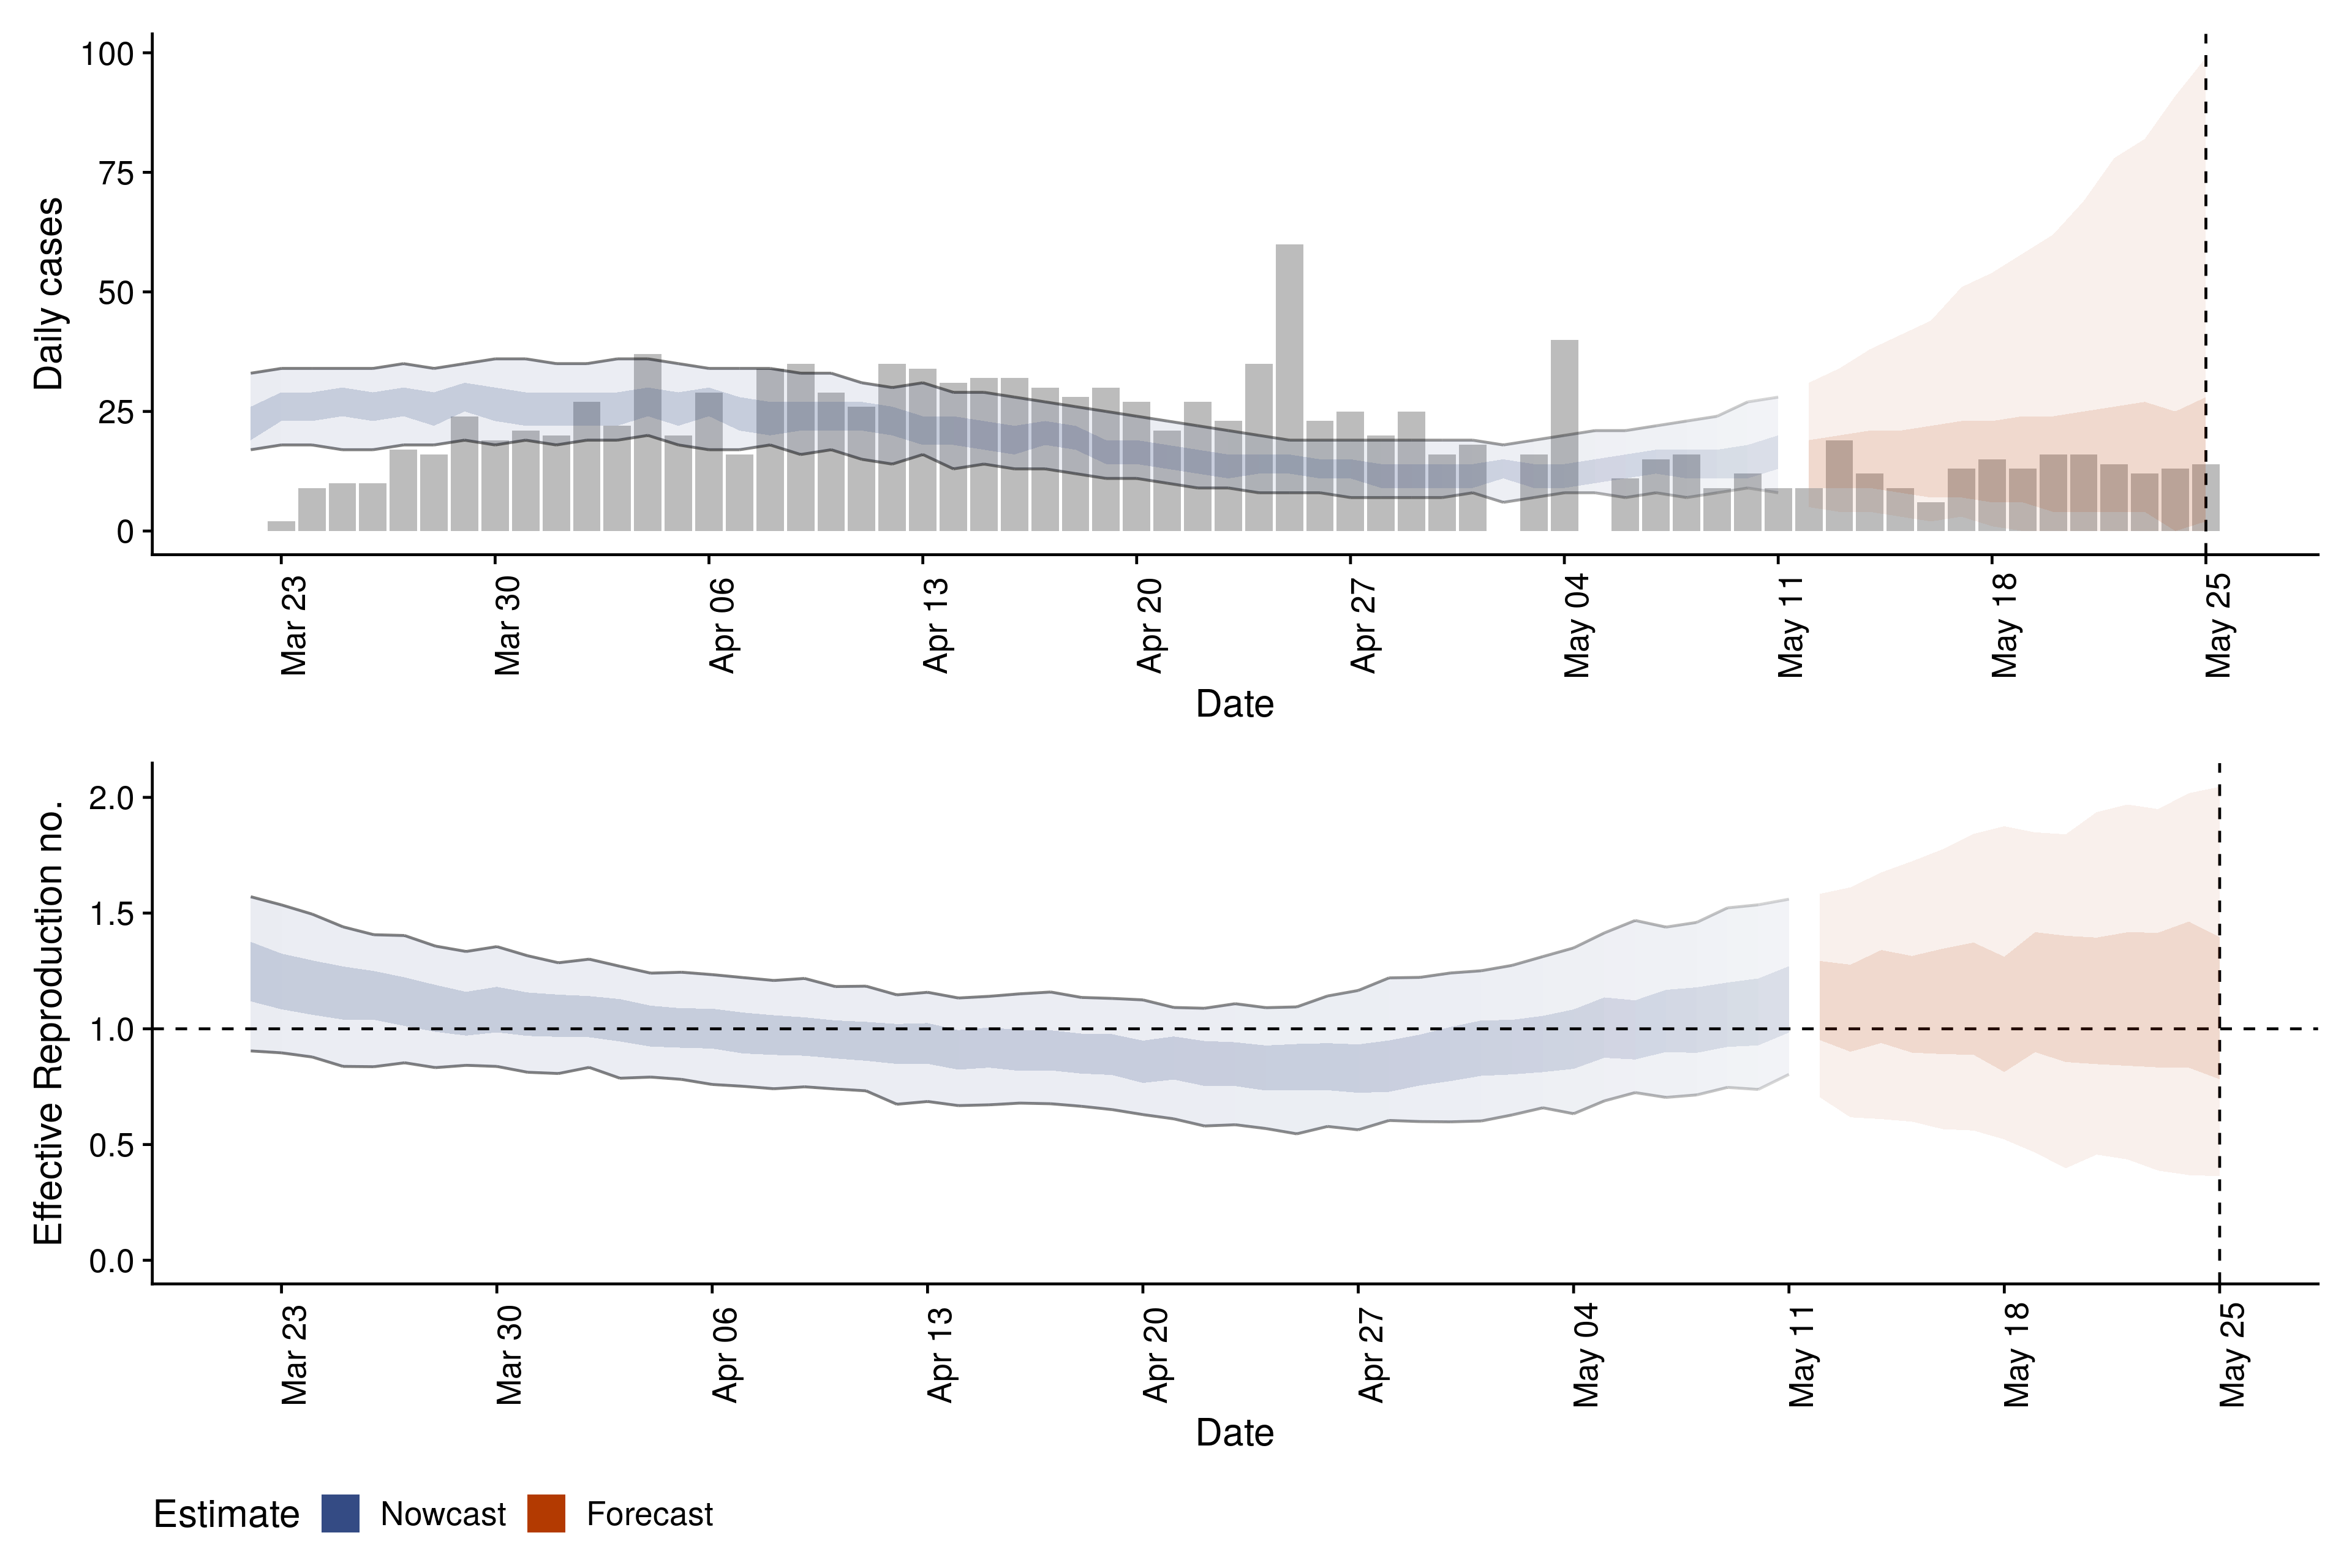 Daily cases
100
75
50
25
0
Mar 23
Mar 30
Apr 06
Apr 13
Apr 20
Apr 27
May 04
May 11
May 18
May 25
Date
Effective Reproduction no.
2.0
1.5
1.0
0.5
0.0
Mar 23
Mar 30
Apr 06
Apr 13
Apr 20
Apr 27
May 04
May 11
May 18
May 25
Date
Estimate Nowcast Forecast